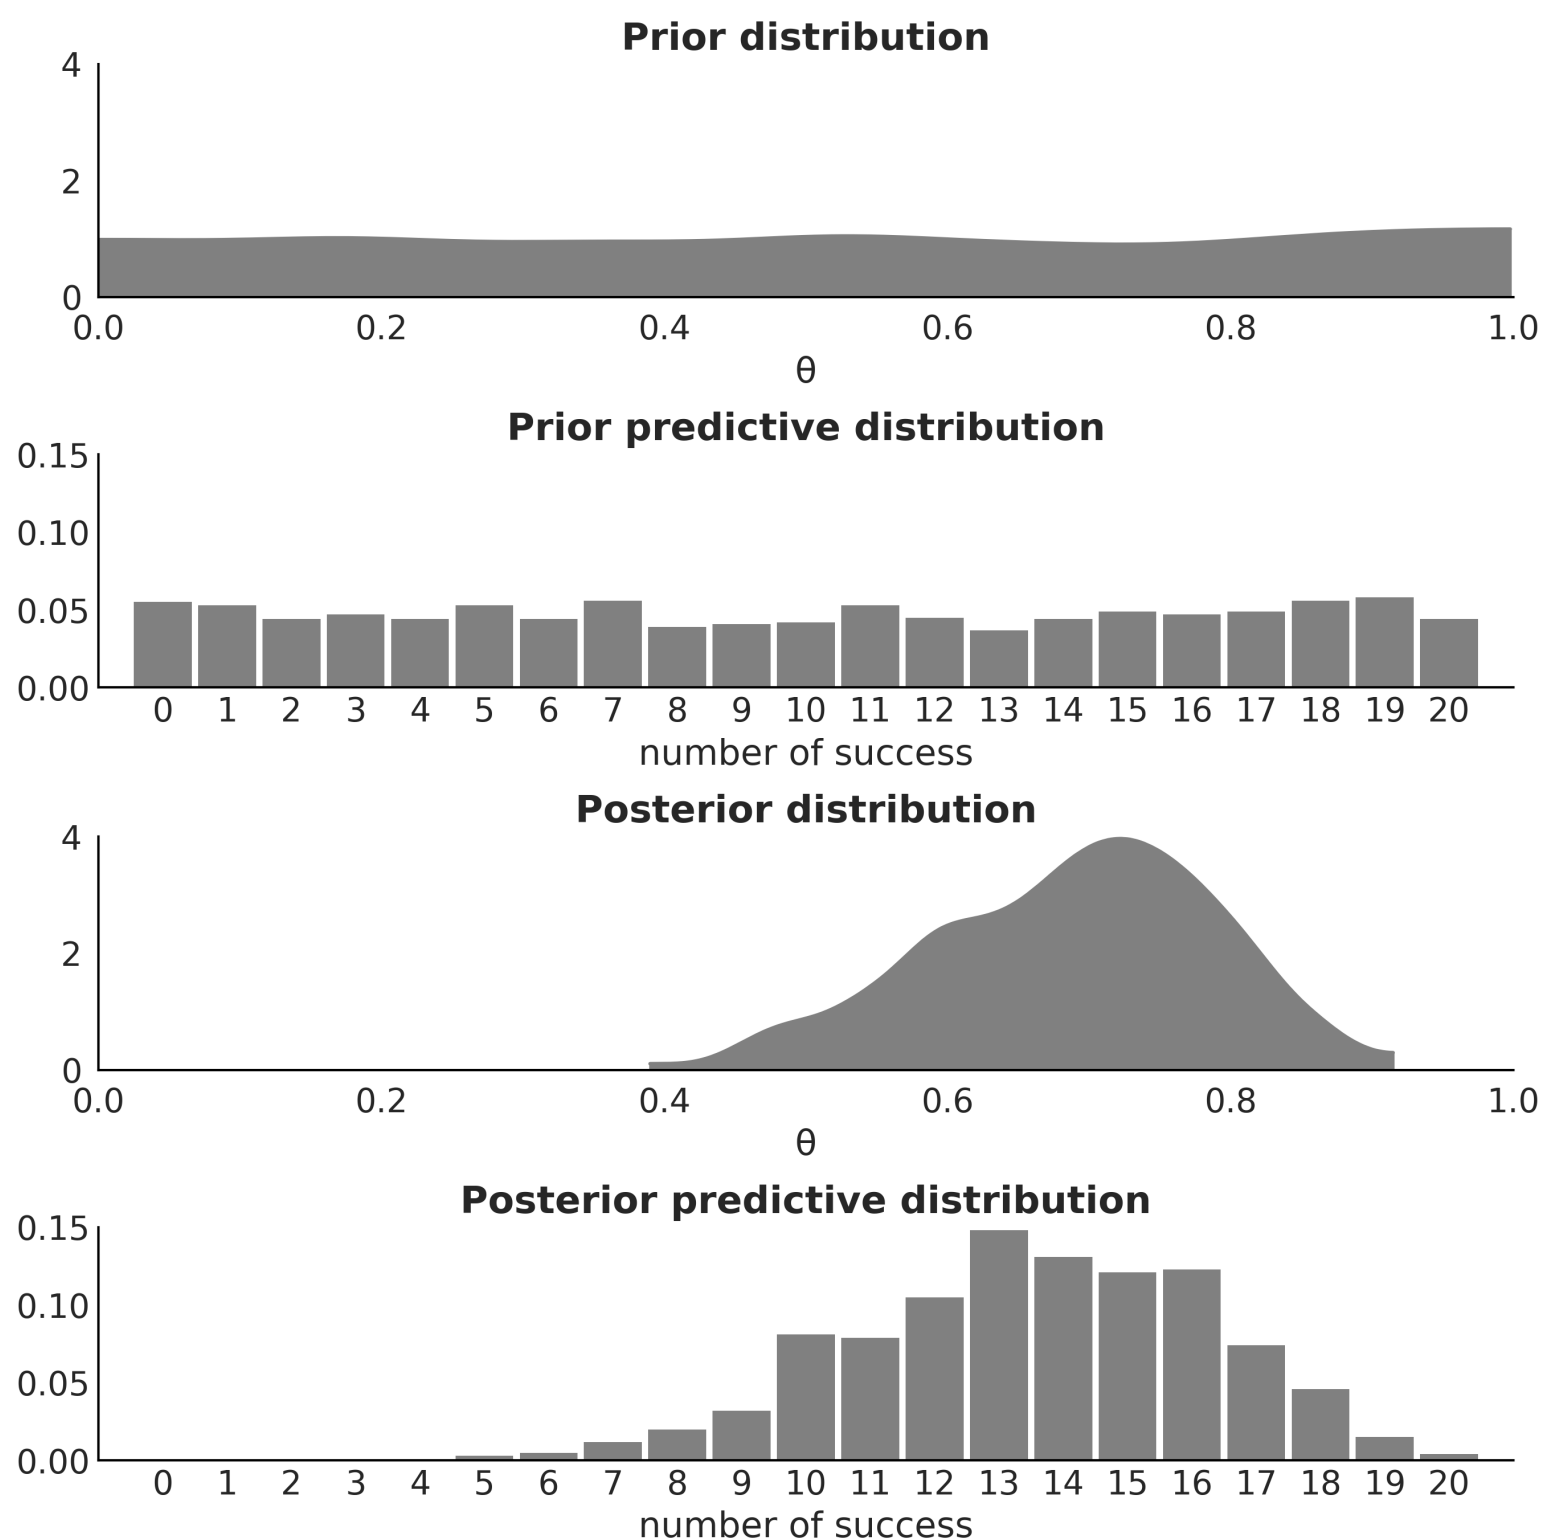 Prior distribution
4
2
0
0.0 0.2 0.4 0.6 0.8 1.0
θ
Prior predictive distribution
0.15
0.10
0.05
0.00
0 1 2 3 4 5 6 7 8 9 10 11 12 13 14 15 16 17 18 19 20
number of success
Posterior distribution
4
2
0
0.0 0.2 0.4 0.6 0.8 1.0
θ
Posterior predictive distribution
0.15
0.10
0.05
0.00
0 1 2 3 4 5 6 7 8 9 10 11 12 13 14 15 16 17 18 19 20
number of success